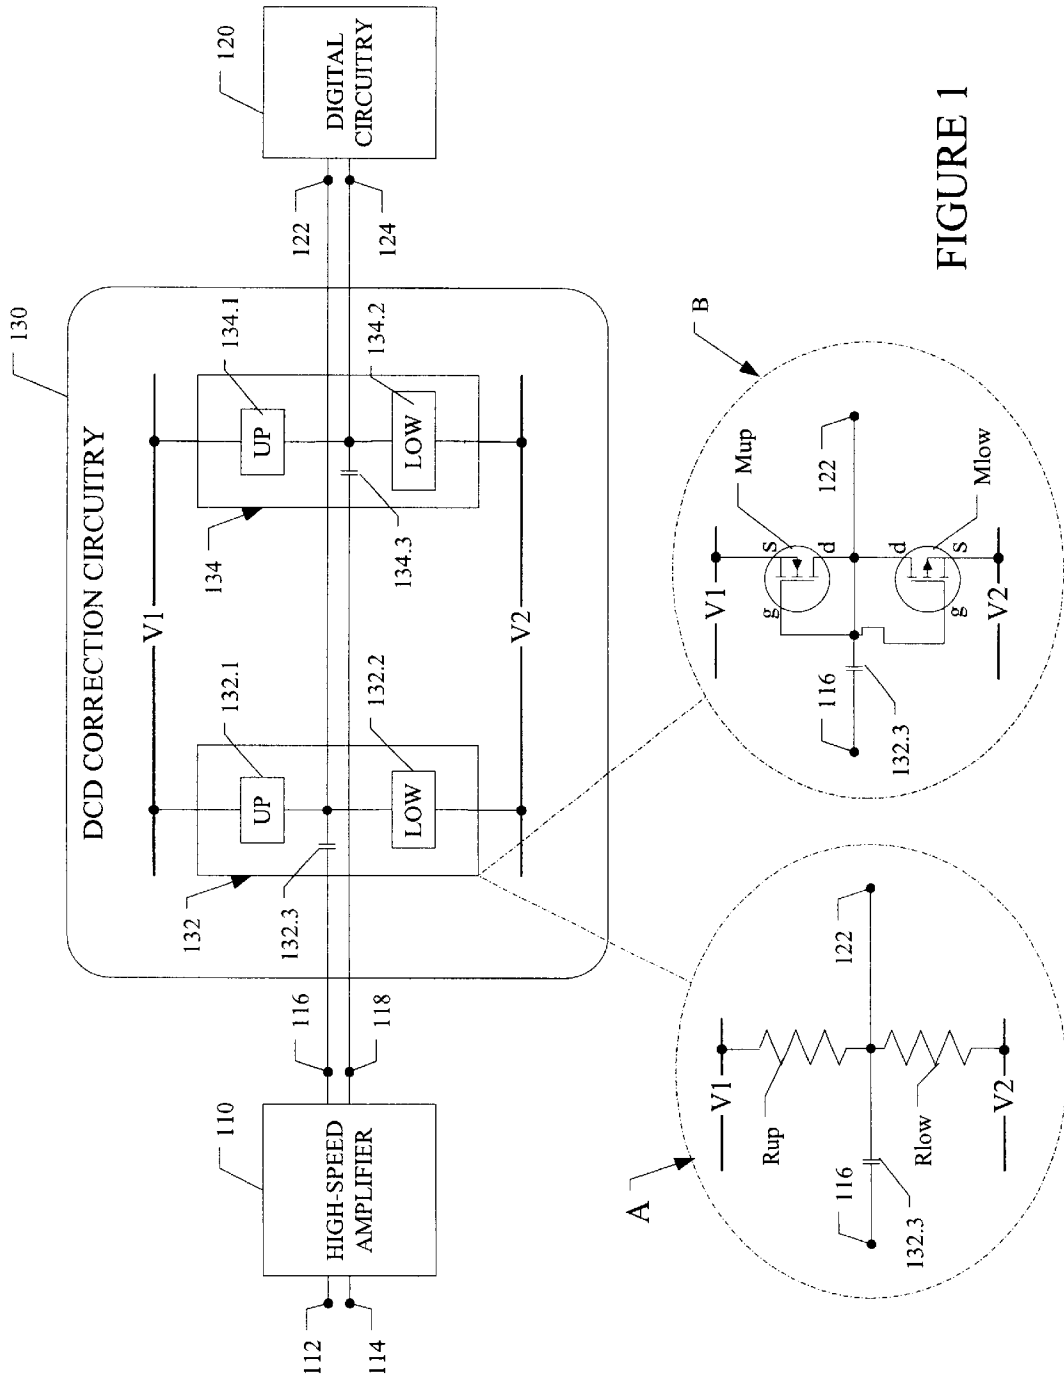 130
DCD CORRECTION CIRCUITRY
V1
132
132.1
UP
132.3
132.2
LOW
134
134.1
UP
134.3
134.2
LOW
V2
110
HIGH-SPEED
AMPLIFIER
112
114
116
118
120
DIGITAL
CIRCUITRY
122
124
A
V1
Rup
116
132.3
122
Rlow
V2
B
V1
Mup
s
g
d
116
132.3
122
d
g
s
Mlow
V2
FIGURE 1